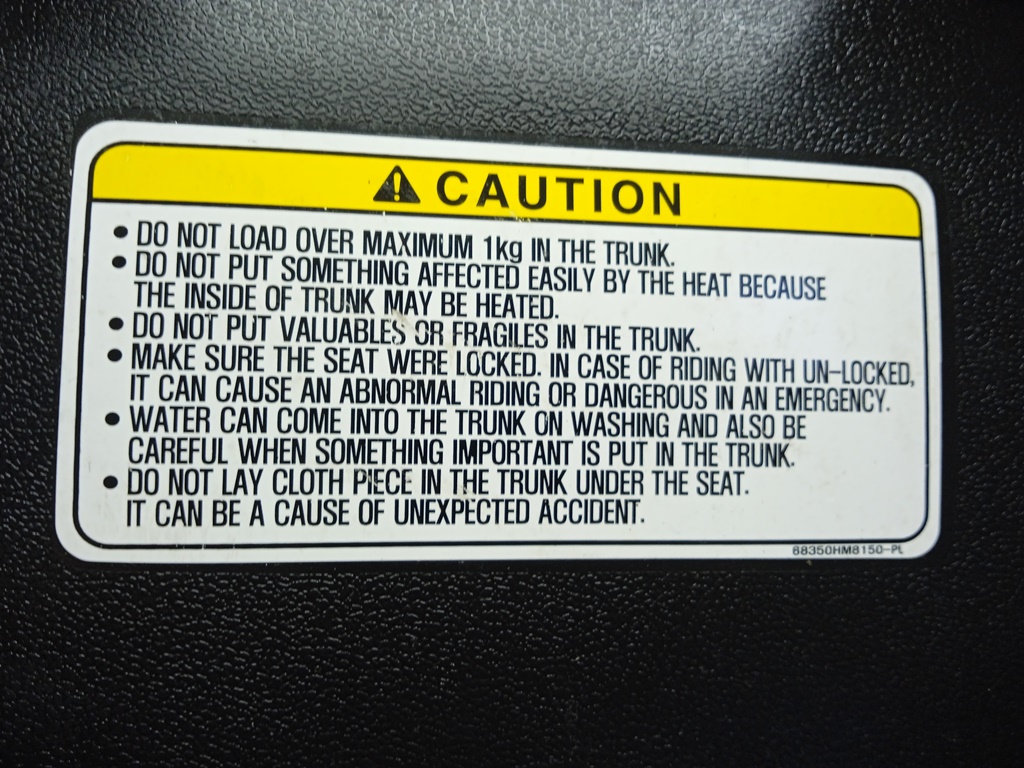 ⚠ CAUTION
• DO NOT LOAD OVER MAXIMUM 1kg IN THE TRUNK.
• DO NOT PUT SOMETHING AFFECTED EASILY BY THE HEAT BECAUSE
THE INSIDE OF TRUNK MAY BE HEATED.
• DO NOT PUT VALUABLES OR FRAGILES IN THE TRUNK.
• MAKE SURE THE SEAT WERE LOCKED. IN CASE OF RIDING WITH UN-LOCKED,
IT CAN CAUSE AN ABNORMAL RIDING OR DANGEROUS IN AN EMERGENCY.
• WATER CAN COME INTO THE TRUNK ON WASHING AND ALSO BE
CAREFUL WHEN SOMETHING IMPORTANT IS PUT IN THE TRUNK.
• DO NOT LAY CLOTH PIECE IN THE TRUNK UNDER THE SEAT.
IT CAN BE A CAUSE OF UNEXPECTED ACCIDENT.
68350HM8150-PL